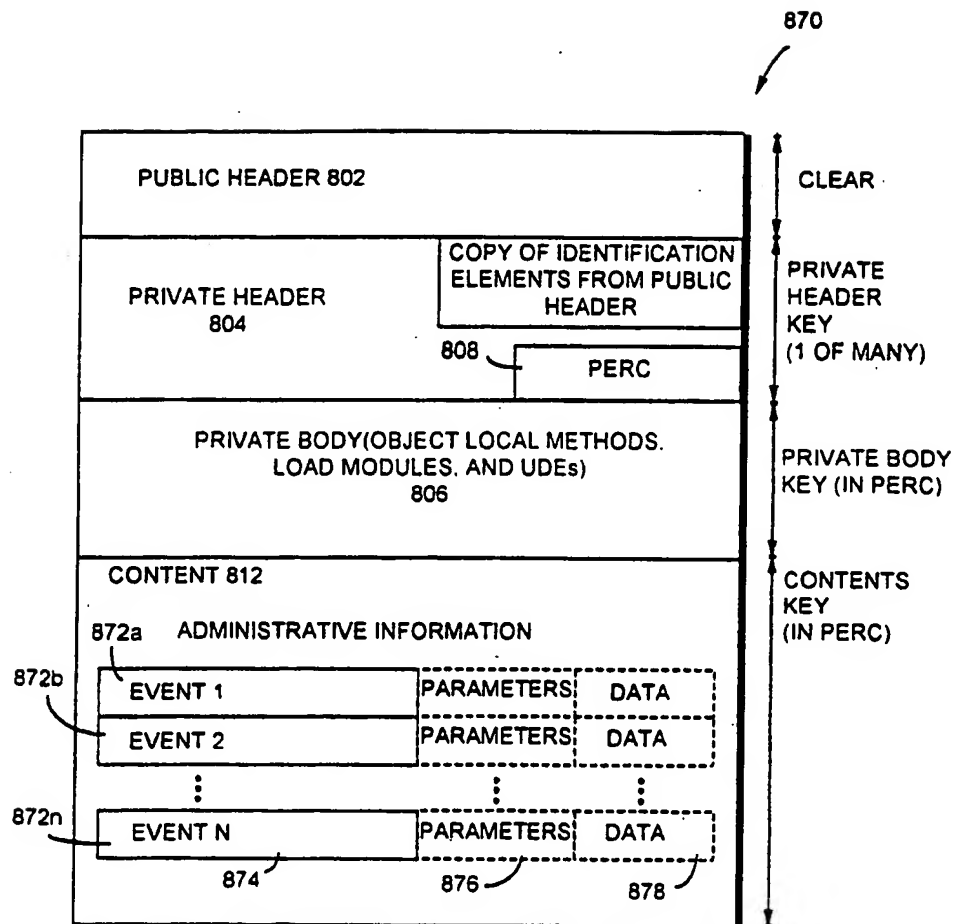 870
PUBLIC HEADER 802
CLEAR
COPY OF IDENTIFICATION
ELEMENTS FROM PUBLIC
HEADER
PRIVATE HEADER
804
PRIVATE
HEADER
KEY
(1 OF MANY)
808
PERC
PRIVATE BODY(OBJECT LOCAL METHODS.
LOAD MODULES. AND UDEs)
806
PRIVATE BODY
KEY (IN PERC)
CONTENT 812
CONTENTS
KEY
(IN PERC)
872a
ADMINISTRATIVE INFORMATION
872b
EVENT 1 PARAMETERS DATA
EVENT 2 PARAMETERS DATA
872n
EVENT N PARAMETERS DATA
874
876
878